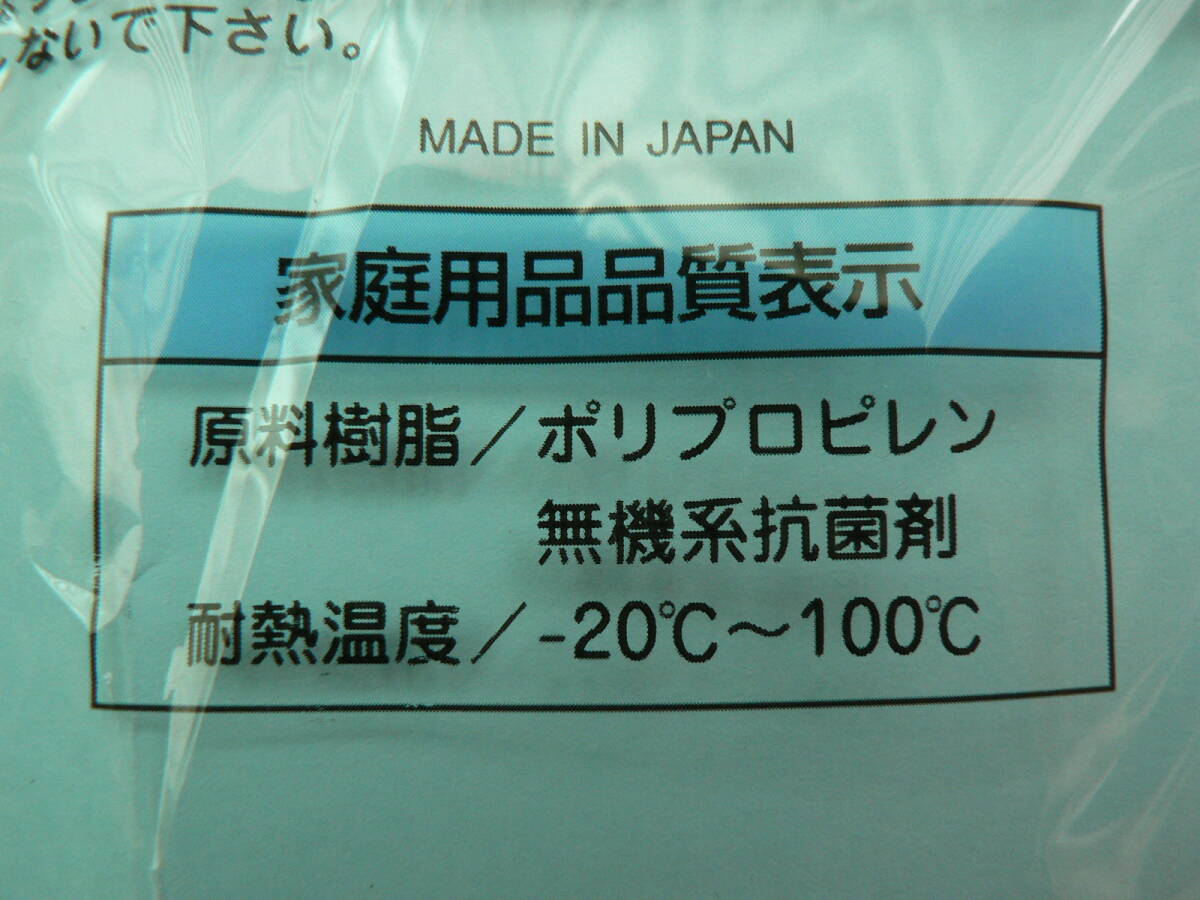 ないで下さい。
MADE IN JAPAN
家庭用品品質表示
原料樹脂/ポリプロピレン
無機系抗菌剤
耐熱温度/-20℃~100℃